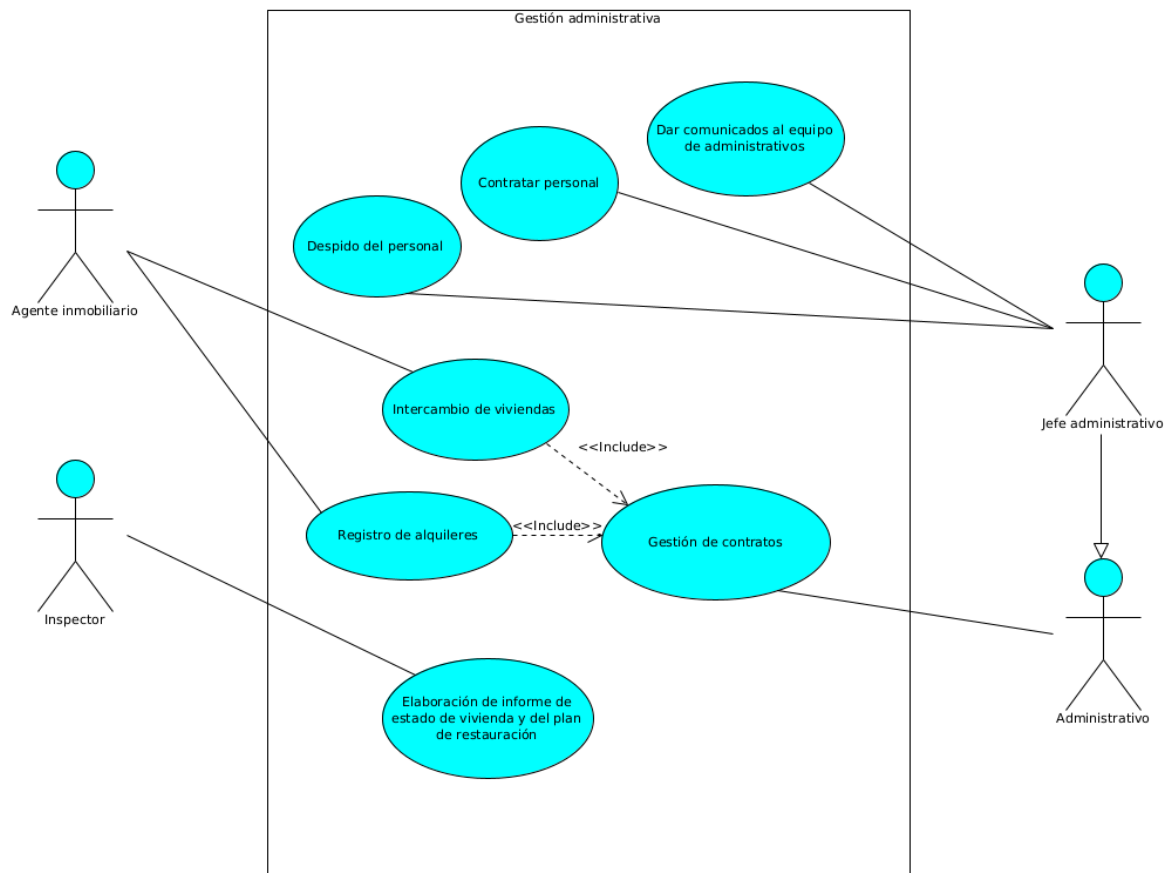 Gestión administrativa
Dar comunicados al equipo
de administrativos
Contratar personal
Despido del personal
Agente inmobiliario
Jefe administrativo
Intercambio de viviendas
<<Include>>
Registro de alquileres
<<Include>>
Gestión de contratos
Inspector
Elaboración de informe de
estado de vivienda y del plan
de restauración
Administrativo